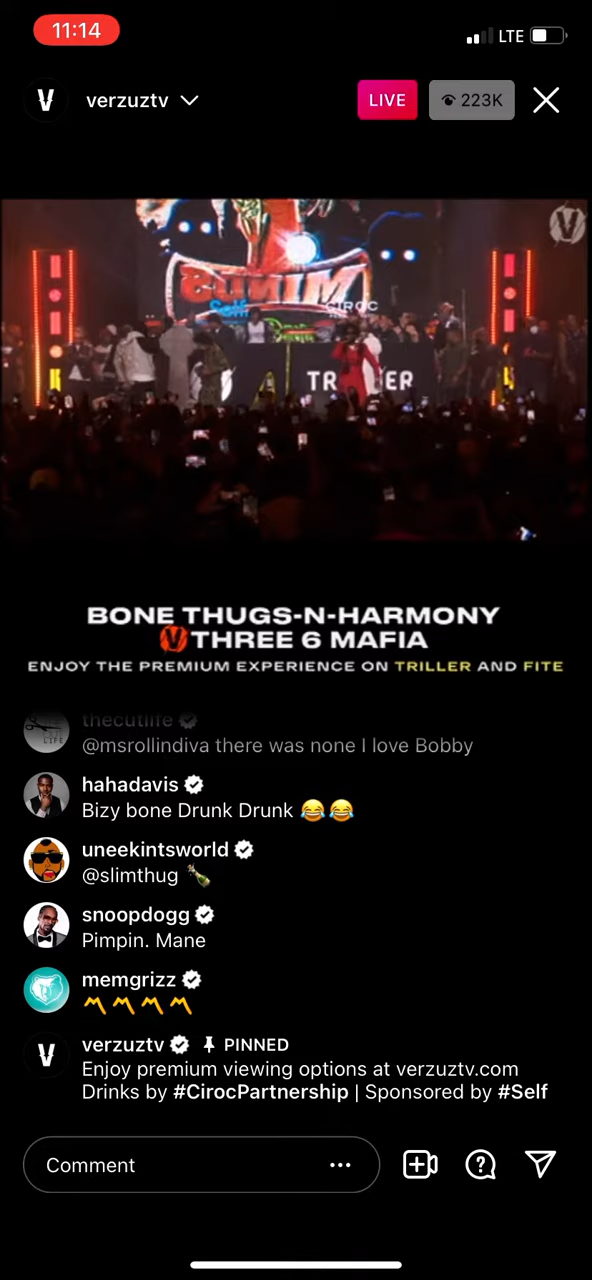 11:14
LTE
verzuztv
LIVE
223K
Self
CIROC
TR ER
BONE THUGS-N-HARMONY
V THREE 6 MAFIA
ENJOY THE PREMIUM EXPERIENCE ON TRILLER AND FITE
thecutlife
@msrollindiva there was none I love Bobby
hahadavis
Bizy bone Drunk Drunk 😂😂
uneekintsworld
@slimthug 🍾
snoopdogg
Pimpin. Mane
memgrizz
〽️〽️〽️〽️
verzuztv PINNED
Enjoy premium viewing options at verzuztv.com
Drinks by #CirocPartnership | Sponsored by #Self
Comment